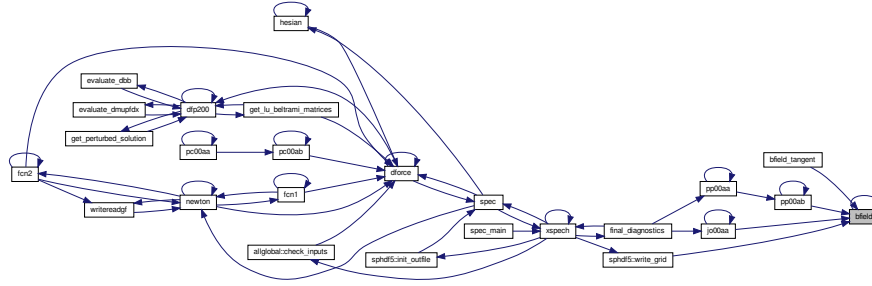 hesian
evaluate_dbb
evaluate_dmupfdx
dfp200
get_lu_beltrami_matrices
get_perturbed_solution
pc00aa
pc00ab
dforce
fcn2
newton
fcn1
writereadgf
spec
allglobal::check_inputs
spec_main
xspech
final_diagnostics
sphdf5::init_outfile
sphdf5::write_grid
bfield_tangent
pp00aa
pp00ab
jo00aa
bfield